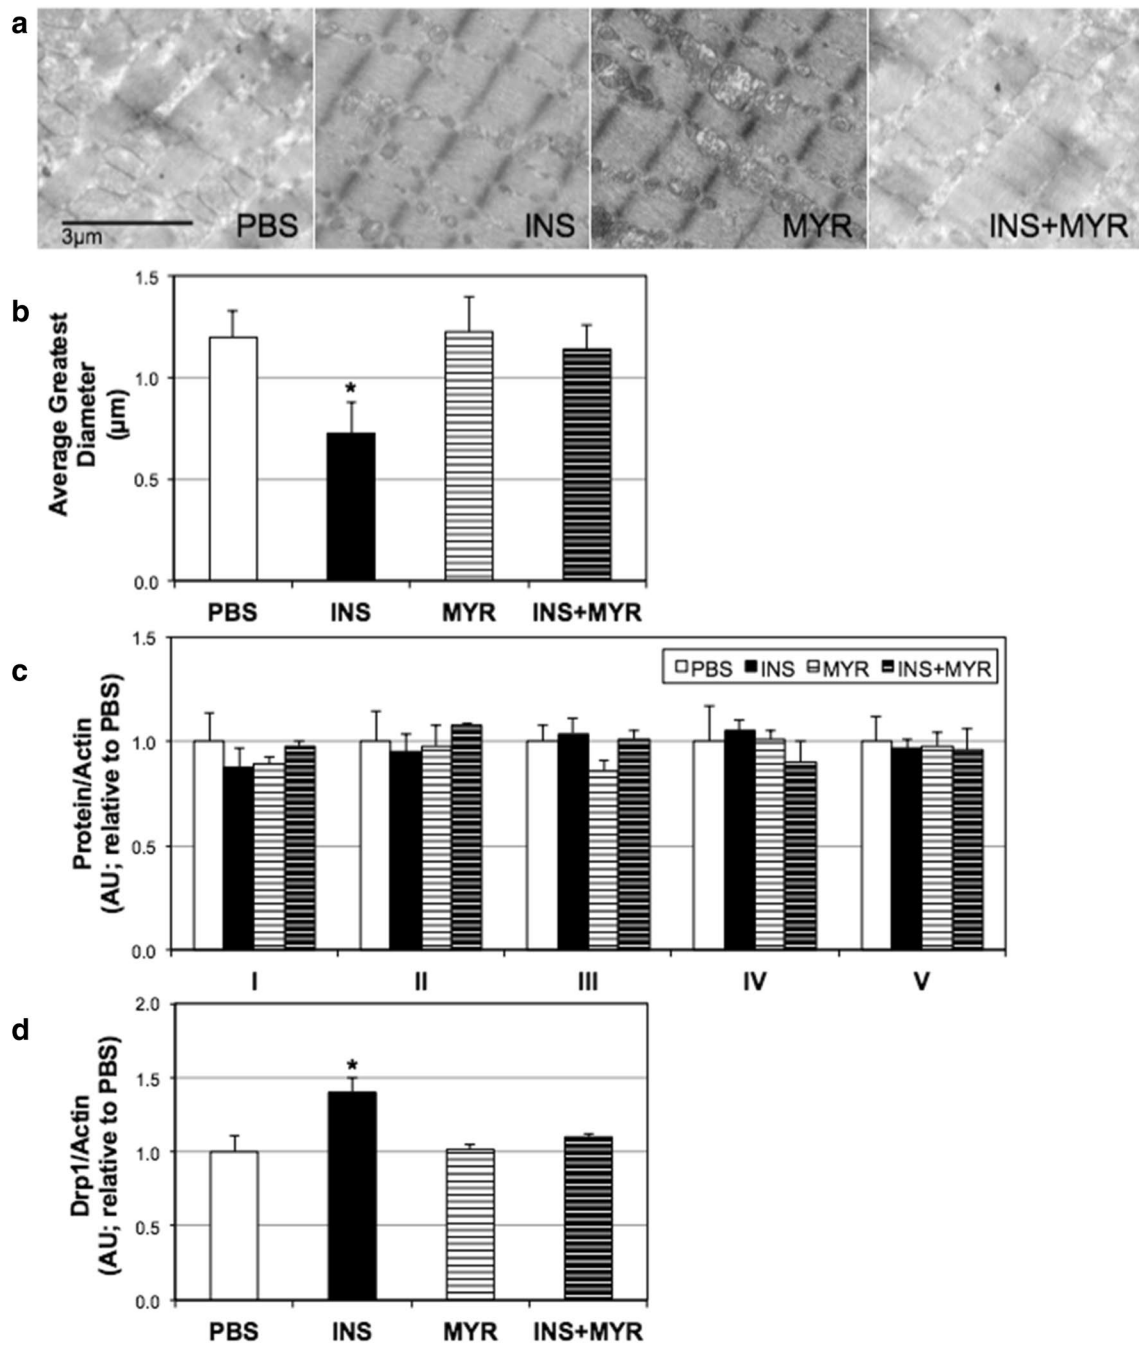 a
PBS
INS
MYR
INS+MYR
3µm
b
Average Greatest
Diameter
(µm)
1.5
1.0
0.5
0.0
PBS INS MYR INS+MYR
c
Protein/Actin
(AU; relative to PBS)
1.5
1.0
0.5
0.0
PBS INS MYR INS+MYR
I II III IV V
d
Drp1/Actin
(AU; relative to PBS)
2.0
1.5
1.0
0.5
0.0
*
*
PBS INS MYR INS+MYR